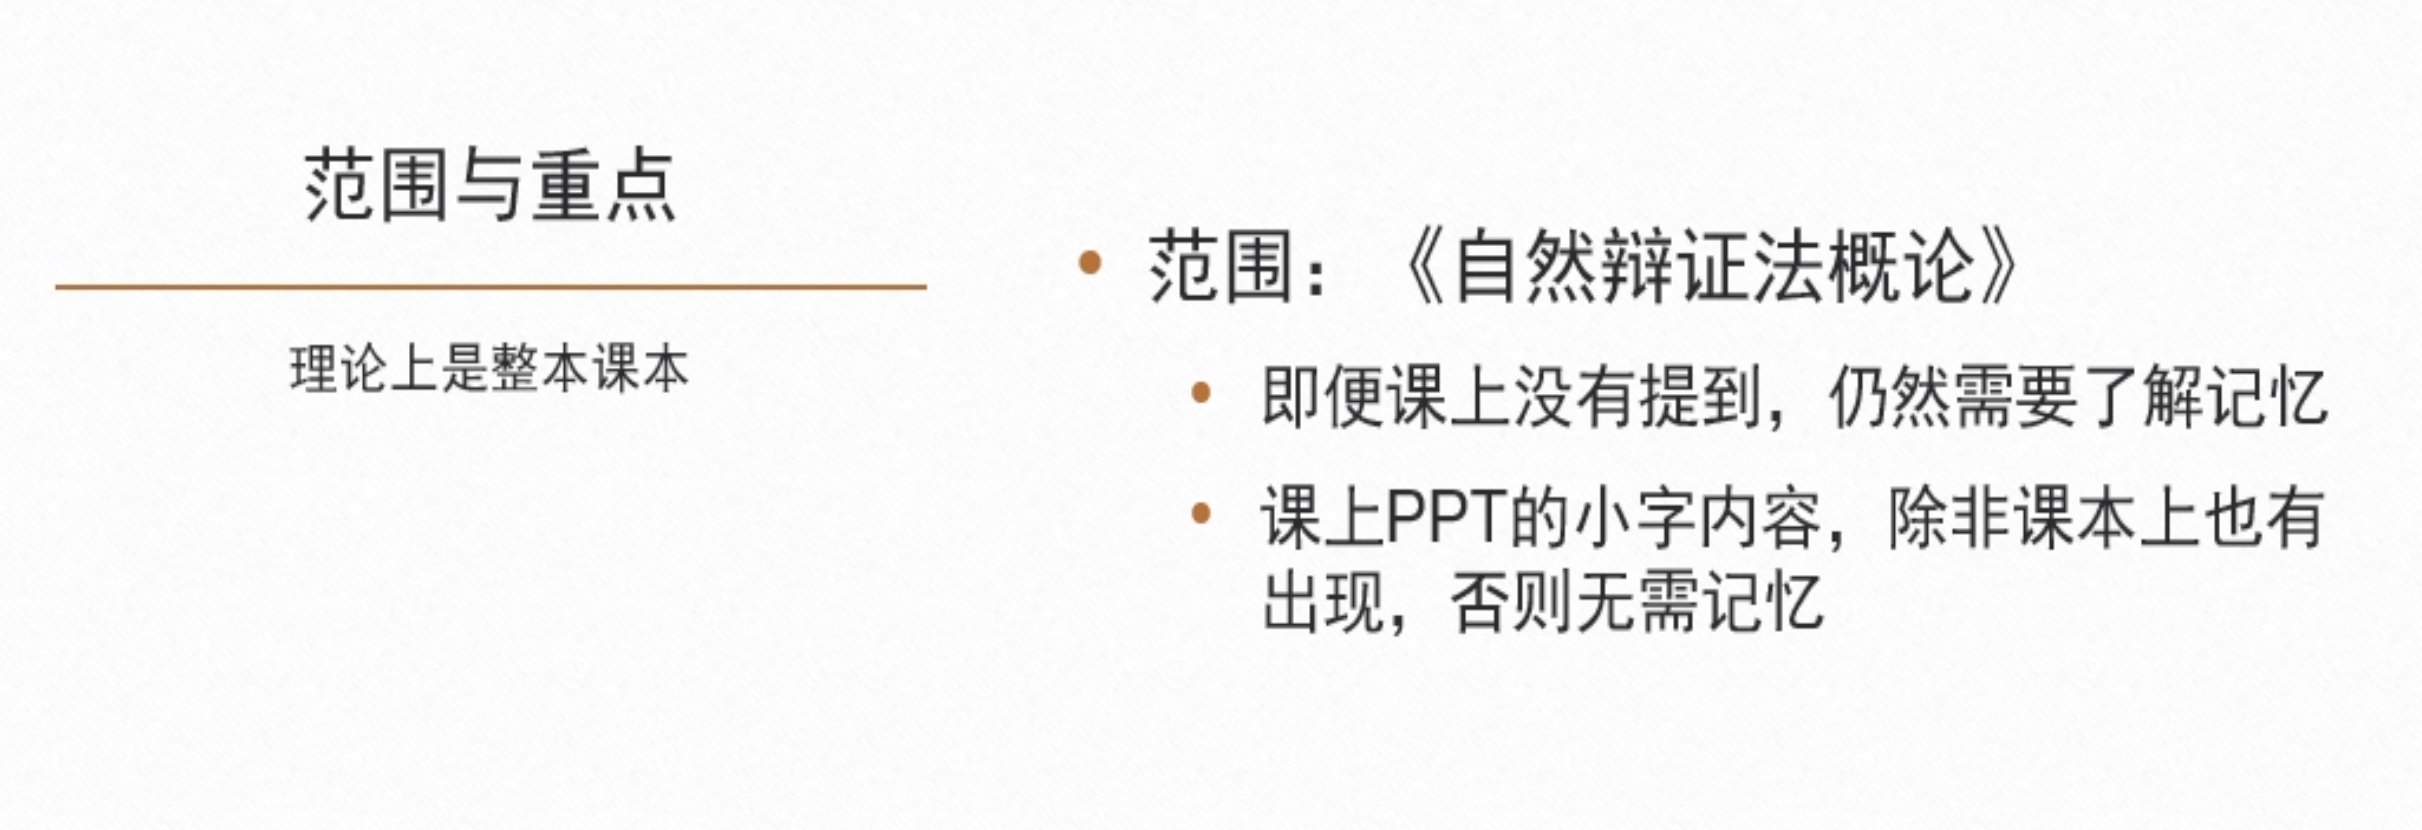 范围与重点
理论上是整本课本
范围：《自然辩证法概论》
即便课上没有提到，仍然需要了解记忆
课上PPT的小字内容，除非课本上也有
出现，否则无需记忆